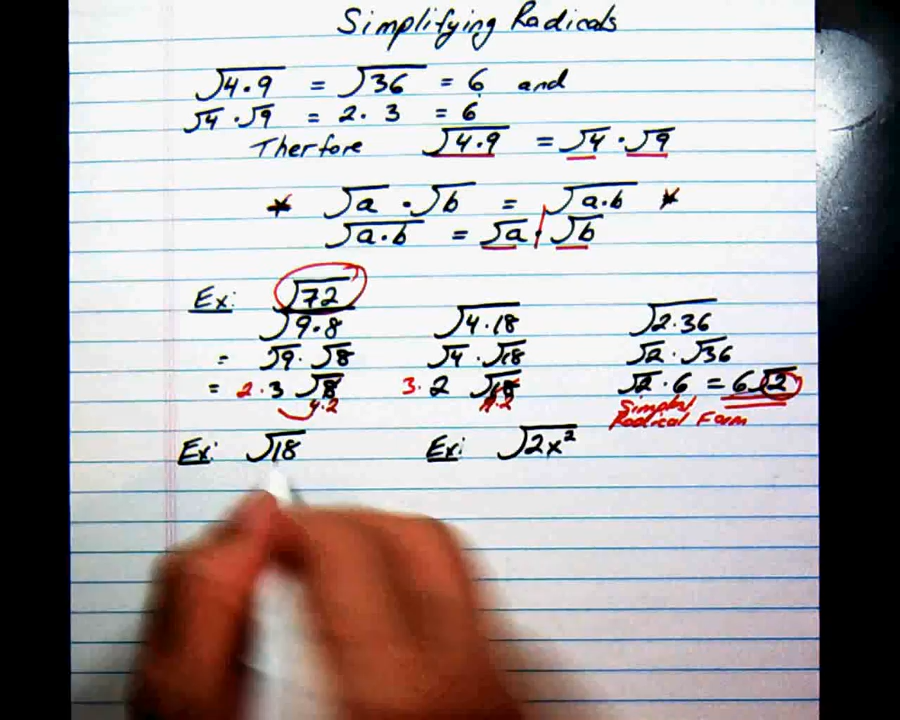 Simplifying Radicals
√4·9 = √36 = 6 and
√4 · √9 = 2 · 3 = 6
Therfore √4·9 = √4 · √9
* √a · √b = √a·b *
√a·b = √a · √b
Ex: √72
√9·8 √4·18 √2·36
= √9 · √8 √4 · √18 √2 · √36
= 2 · 3 √8 3 · 2 √18 √2 · 6 = 6√2
4·2 9·2 Simplest
Radical Form
Ex: √18 Ex: √2x²